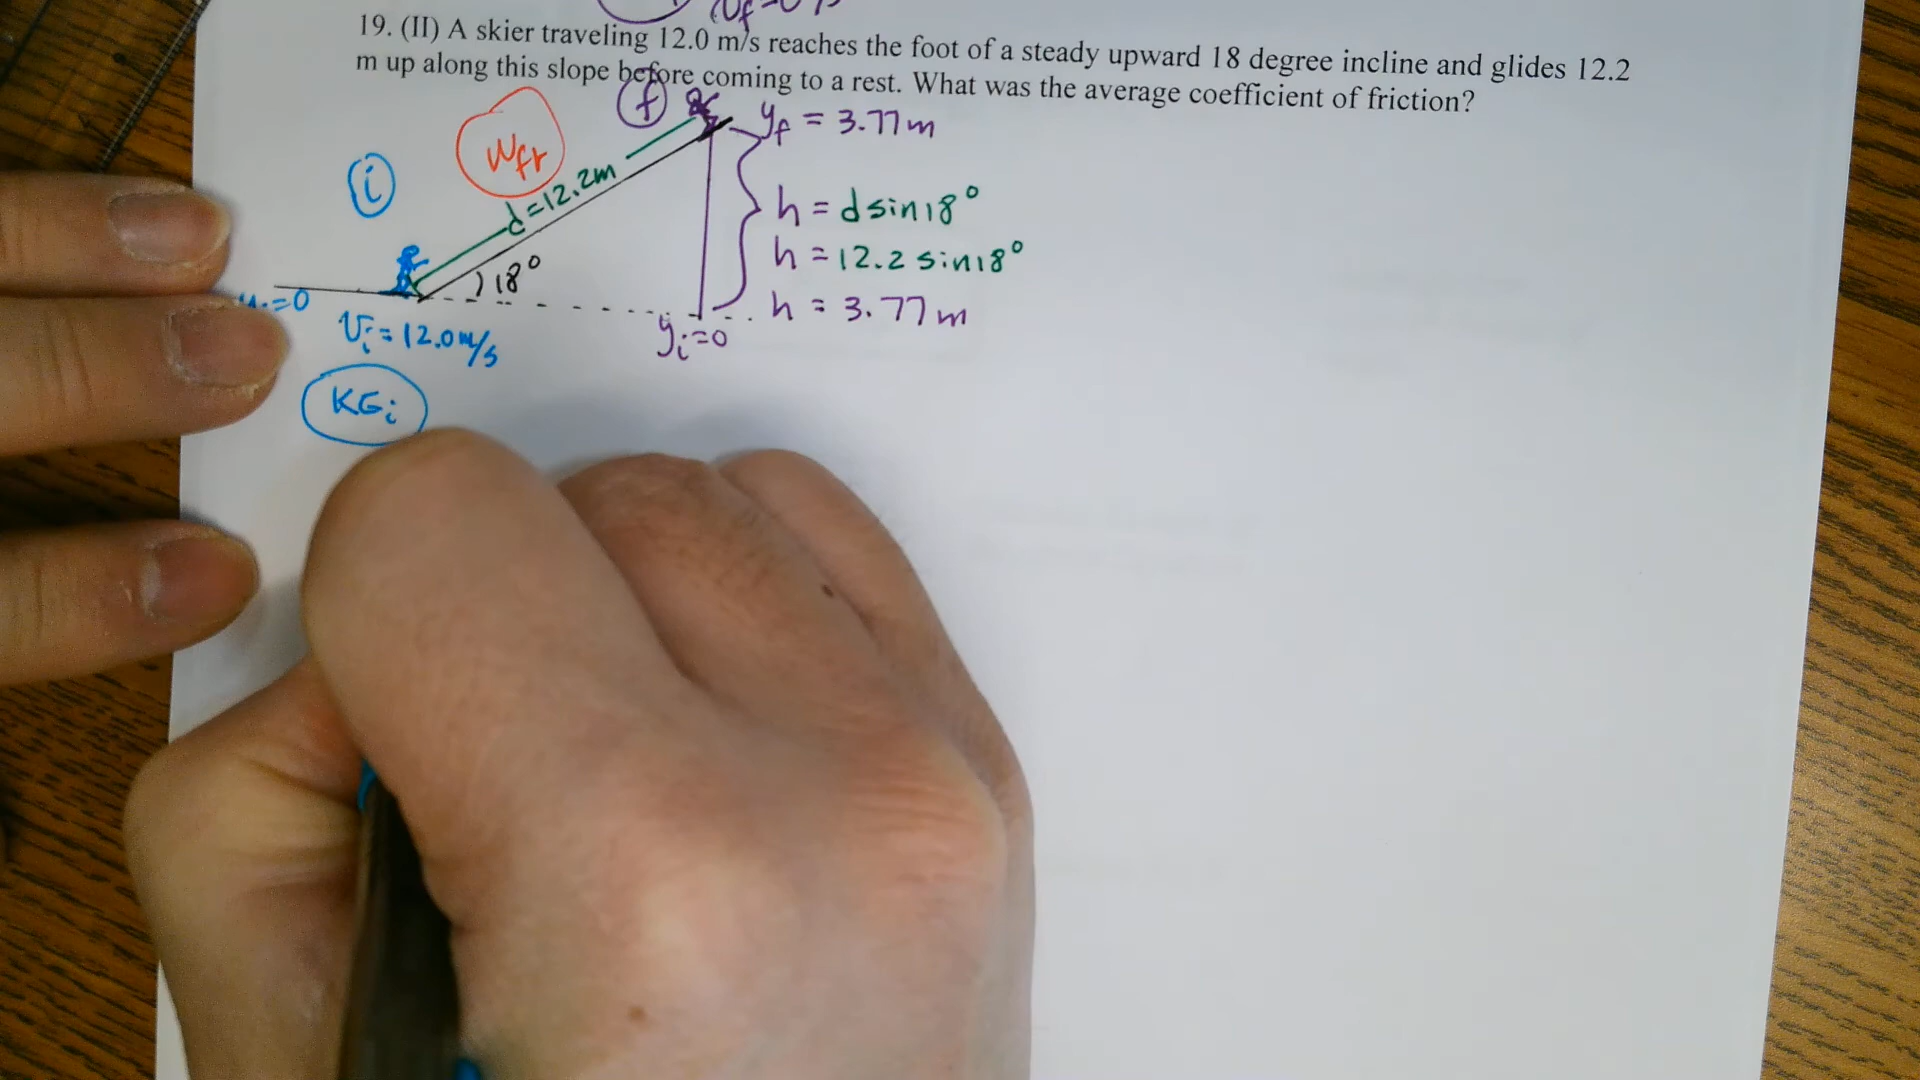 19. (II) A skier traveling 12.0 m/s reaches the foot of a steady upward 18 degree incline and glides 12.2
m up along this slope before coming to a rest. What was the average coefficient of friction?
f
yf = 3.77m
Wfr
i
d=12.2m
h = d sin18°
h = 12.2 sin18°
18°
h = 3.77m
=0
Vi = 12.0m/s
yi=0
KEi